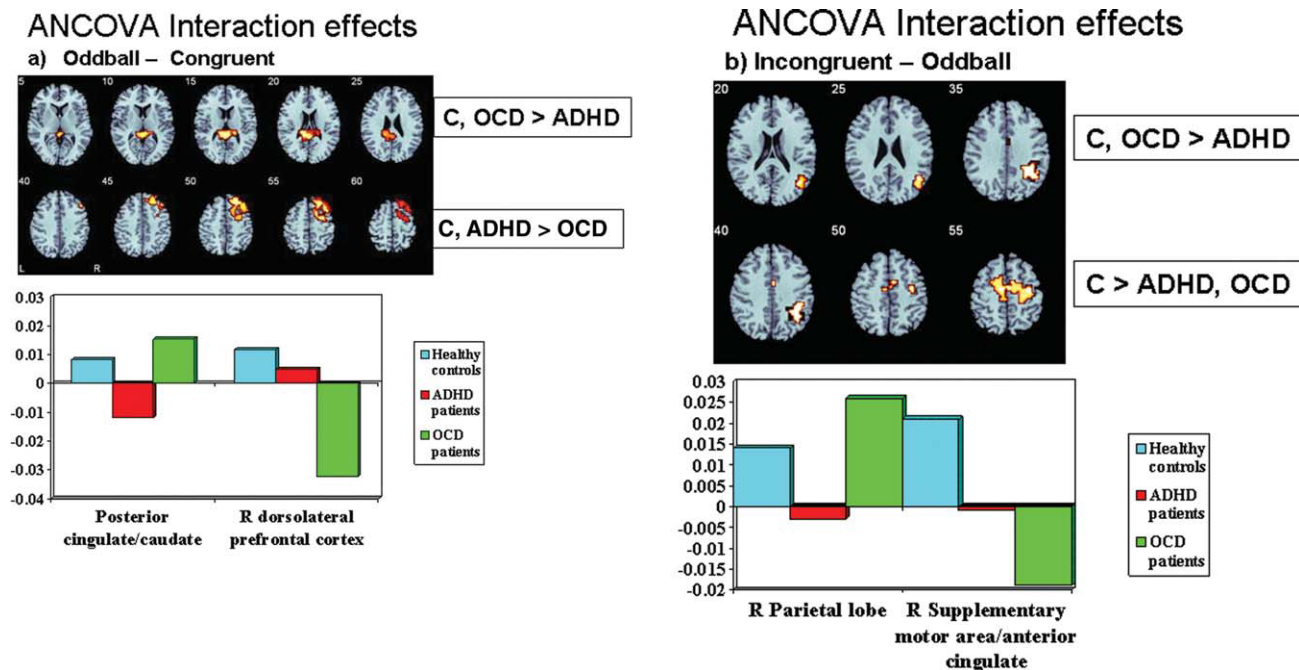 ANCOVA Interaction effects
a) Oddball – Congruent
5 10 15 20 25
C, OCD > ADHD
40 45 50 55 60
C, ADHD > OCD
L R
0.03
0.02
0.01
0
-0.01
-0.02
-0.03
-0.04
Healthy
controls
ADHD
patients
OCD
patients
Posterior
cingulate/caudate
R dorsolateral
prefrontal cortex
ANCOVA Interaction effects
b) Incongruent – Oddball
20 25 35
C, OCD > ADHD
40 50 55
C > ADHD, OCD
0.03
0.025
0.02
0.015
0.01
0.005
0
-0.005
-0.01
-0.015
-0.02
Healthy
controls
ADHD
patients
OCD
patients
R Parietal lobe
R Supplementary
motor area/anterior
cingulate